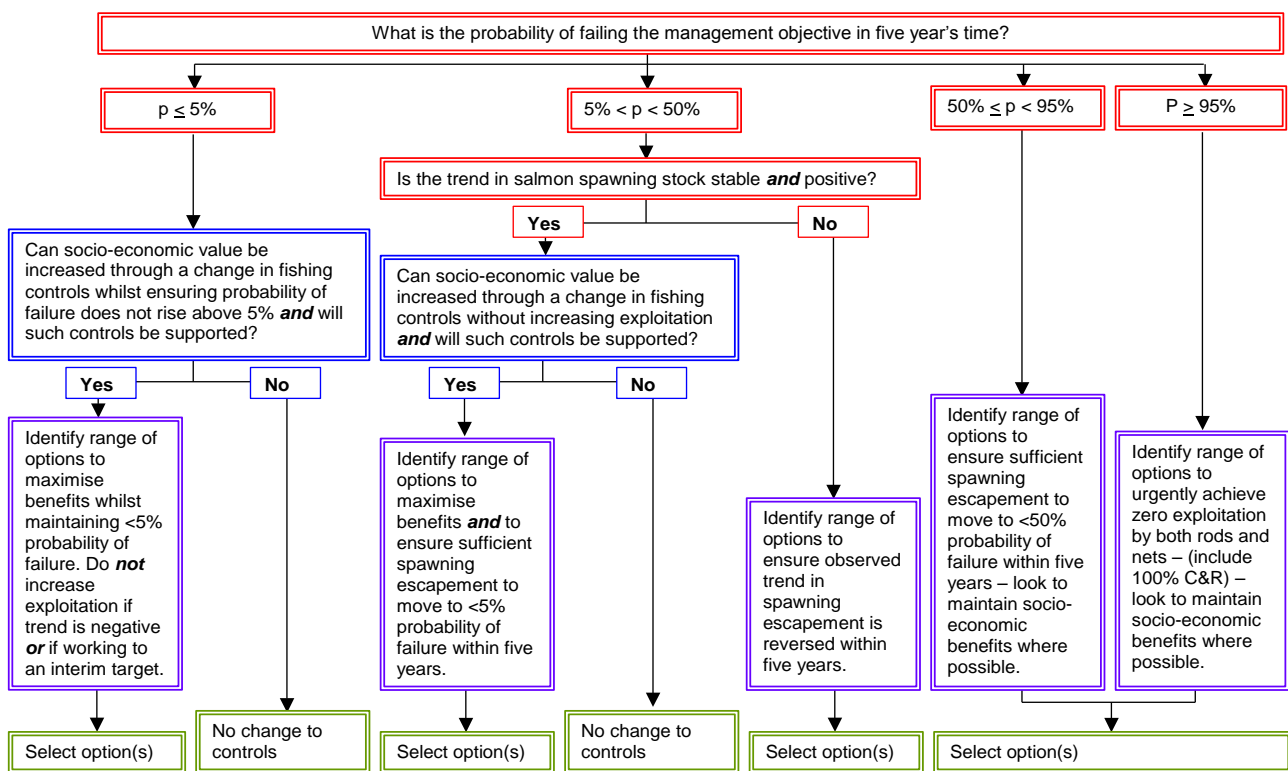 What is the probability of failing the management objective in five year's time?
p ≤ 5%
5% < p < 50%
50% ≤ p < 95%
P ≥ 95%
Is the trend in salmon spawning stock stable and positive?
Yes
No
Can socio-economic value be
increased through a change in fishing
controls whilst ensuring probability of
failure does not rise above 5% and will
such controls be supported?
Can socio-economic value be
increased through a change in fishing
controls without increasing exploitation
and will such controls be supported?
Yes
No
Yes
No
Identify range of
options to
maximise
benefits whilst
maintaining <5%
probability of
failure. Do not
increase
exploitation if
trend is negative
or if working to
an interim target.
Identify range of
options to
maximise
benefits and to
ensure sufficient
spawning
escapement to
move to <5%
probability of
failure within five
years.
Identify range of
options to
ensure observed
trend in
spawning
escapement is
reversed within
five years.
Identify range of
options to
ensure sufficient
spawning
escapement to
move to <50%
probability of
failure within five
years – look to
maintain socio-
economic
benefits where
possible.
Identify range of
options to
urgently achieve
zero exploitation
by both rods and
nets – (include
100% C&R) –
look to maintain
socio-economic
benefits where
possible.
Select option(s)
No change to
controls
Select option(s)
No change to
controls
Select option(s)
Select option(s)